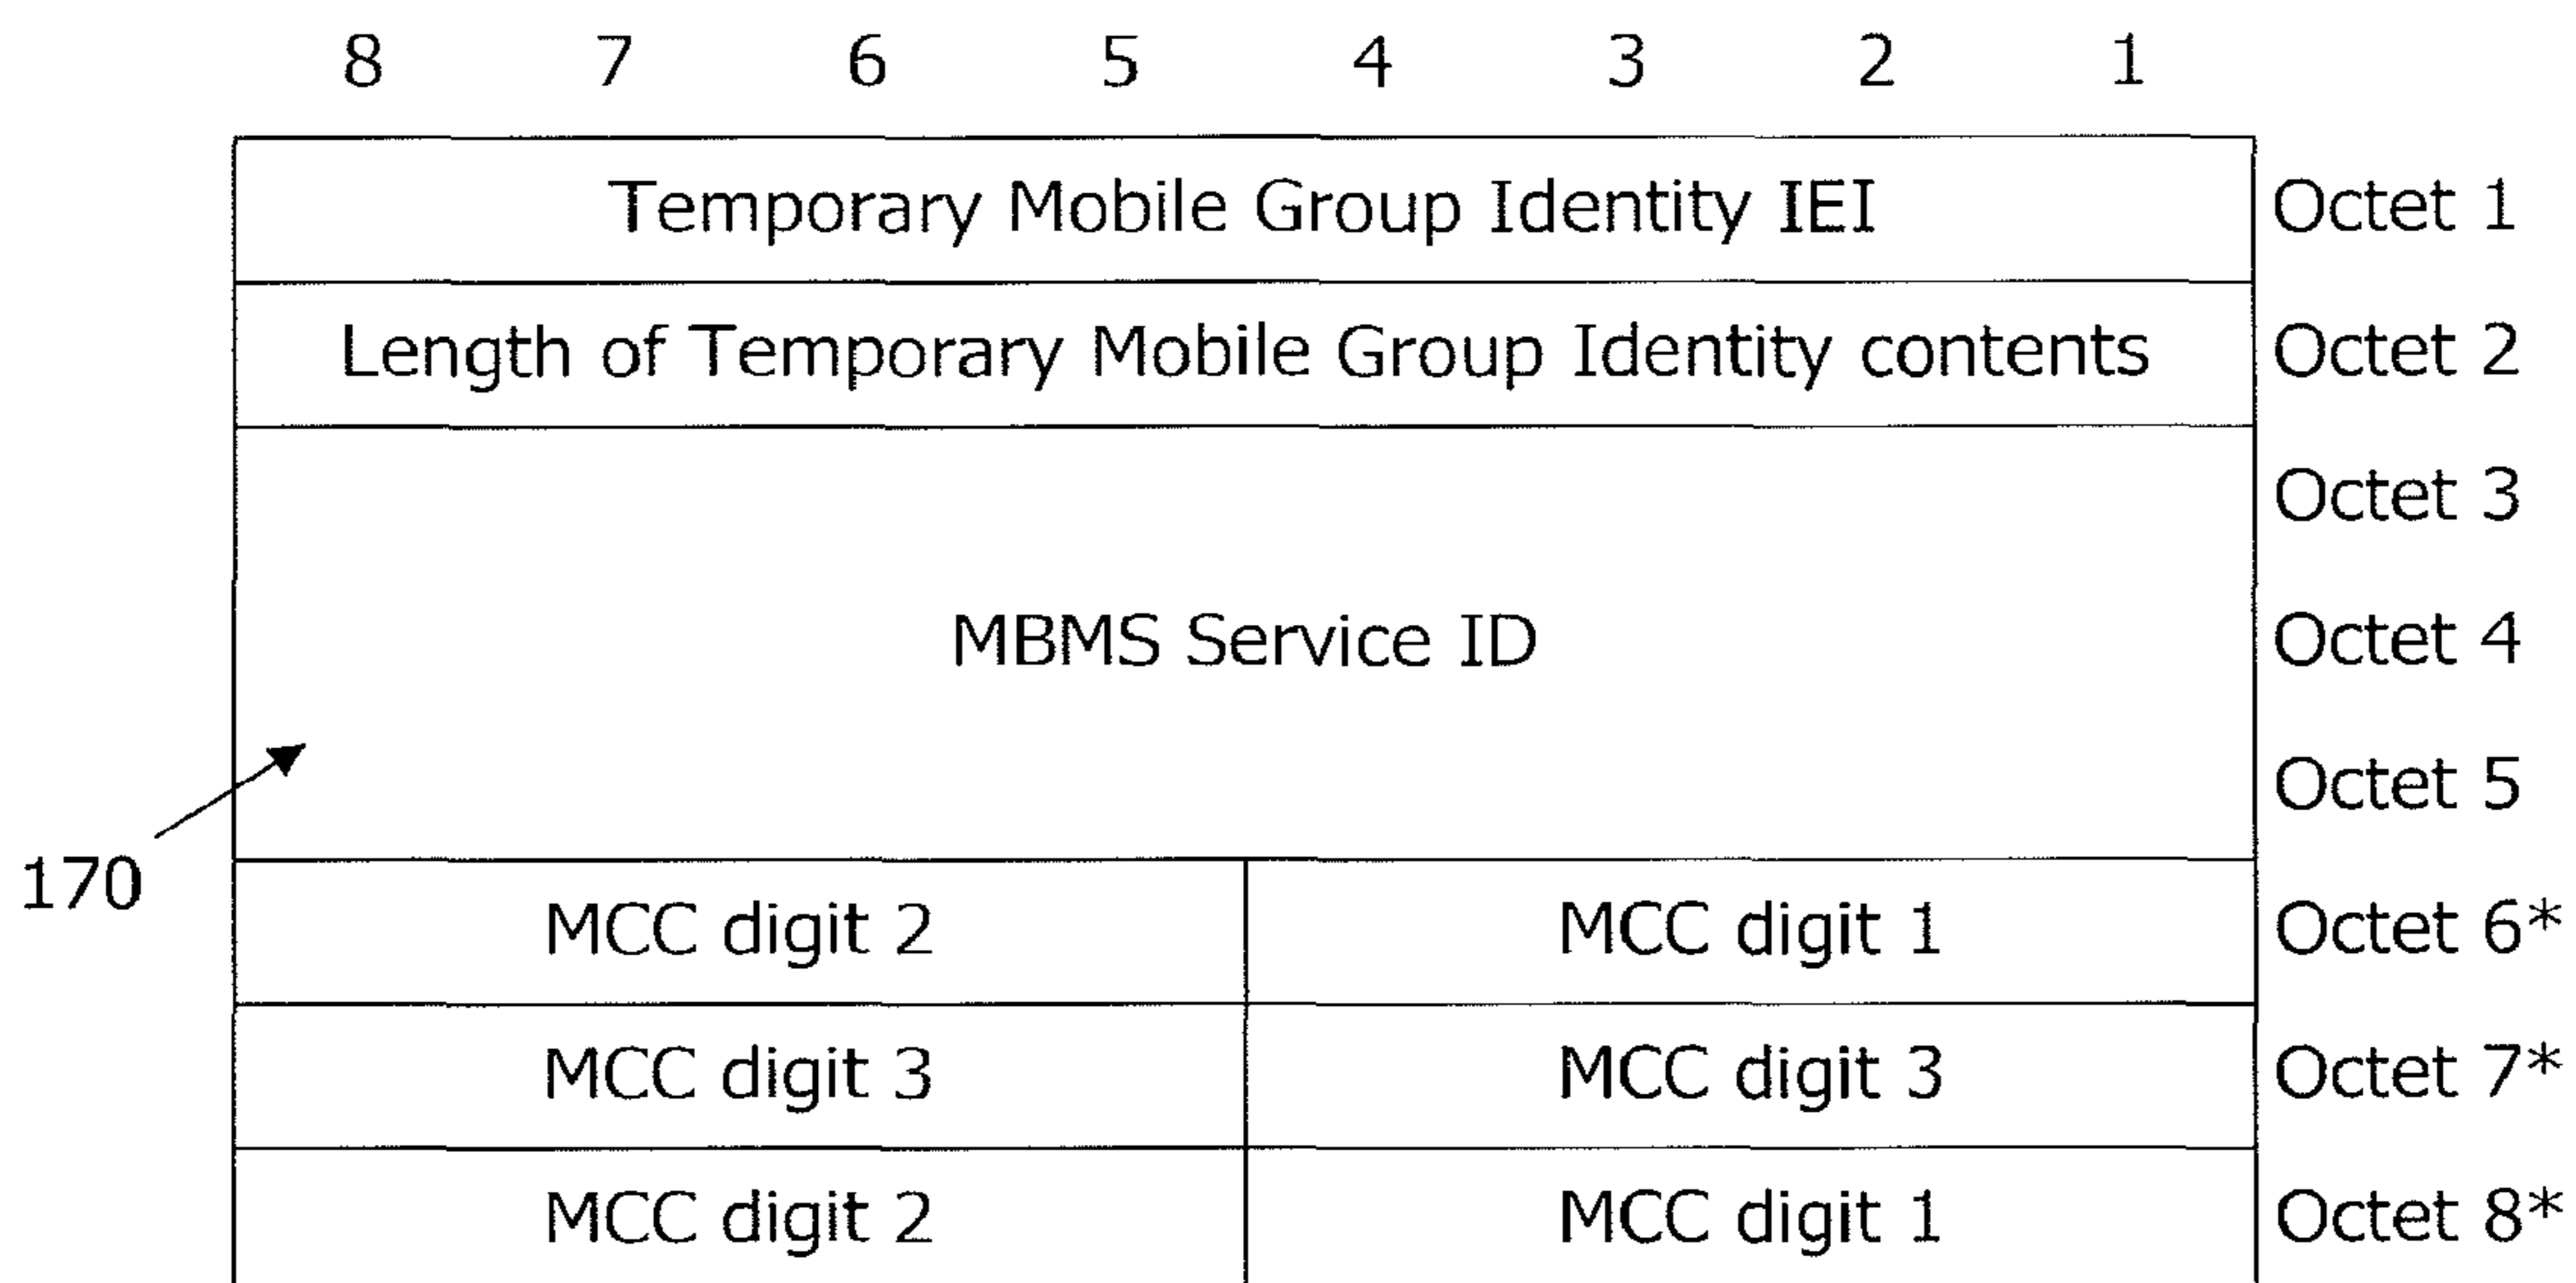 8 7 6 5 4 3 2 1
Temporary Mobile Group Identity IEI Octet 1
Length of Temporary Mobile Group Identity contents Octet 2
Octet 3
MBMS Service ID Octet 4
Octet 5
170
MCC digit 2 MCC digit 1 Octet 6*
MCC digit 3 MCC digit 3 Octet 7*
MCC digit 2 MCC digit 1 Octet 8*